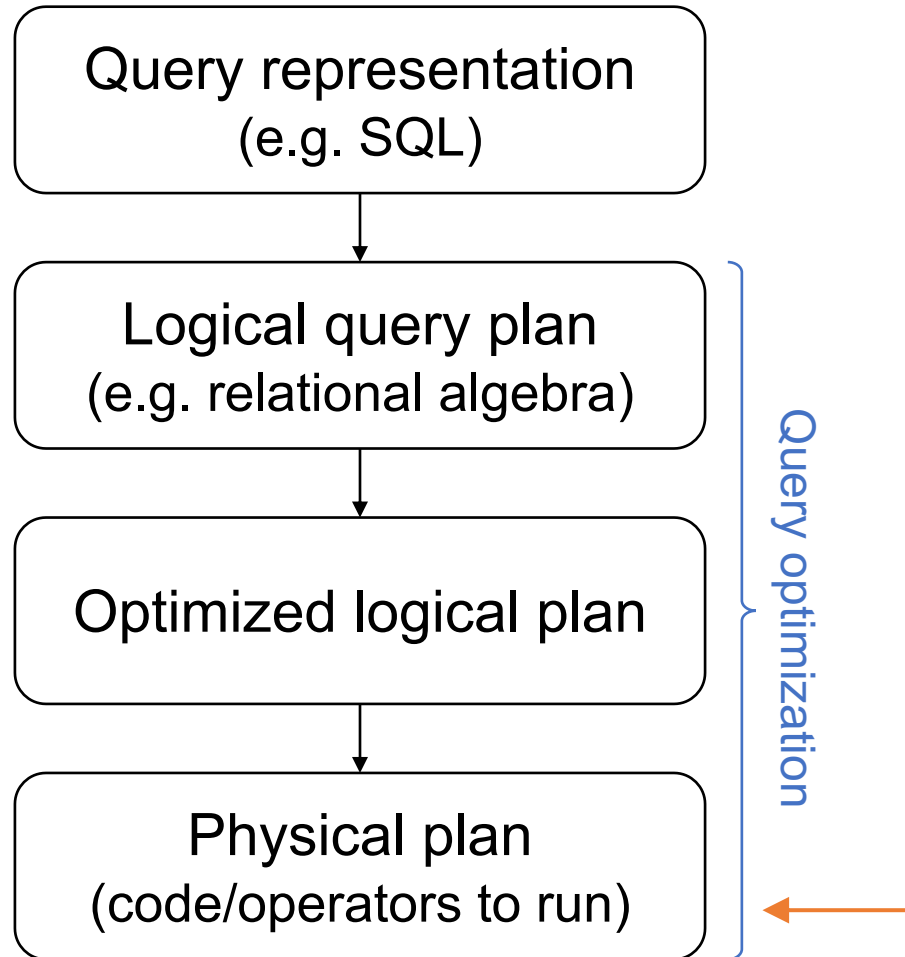 Query representation
(e.g. SQL)
Logical query plan
(e.g. relational algebra)
Optimized logical plan
Physical plan
(code/operators to run)
Query optimization